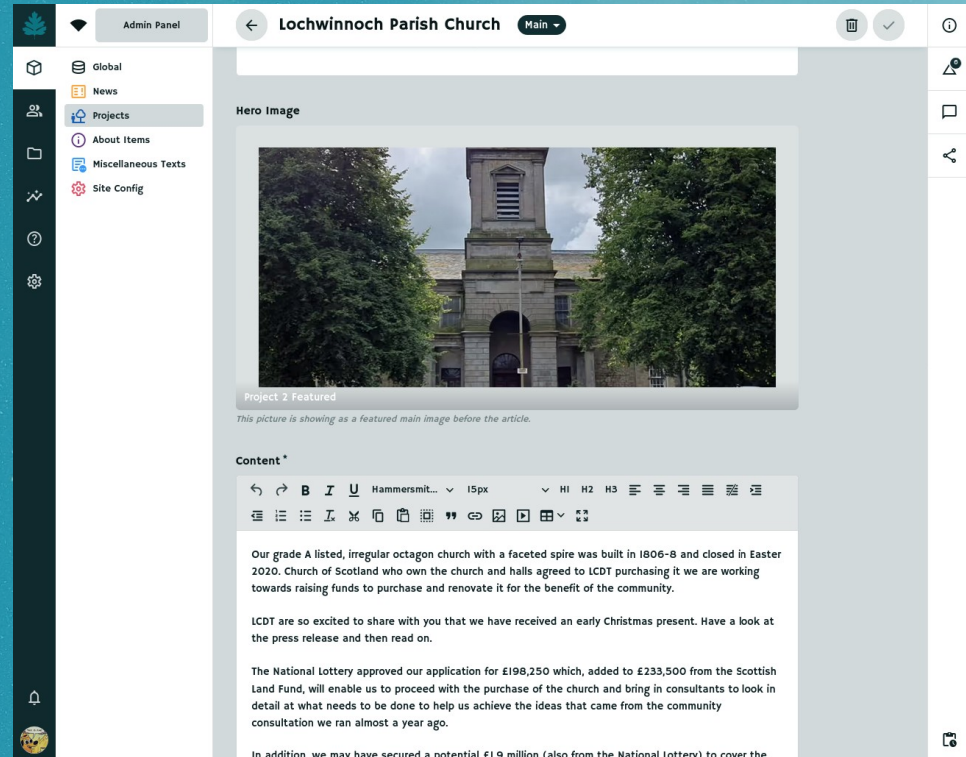 Admin Panel
Lochwinnoch Parish Church
Main
Global
News
Projects
About Items
Miscellaneous Texts
Site Config
Hero Image
Project 2 Featured
This picture is showing as a featured main image before the article.
Content *
Hammersmit...
15px
H1 H2 H3
Our grade A listed, irregular octagon church with a faceted spire was built in 1806-8 and closed in Easter
2020. Church of Scotland who own the church and halls agreed to LCDT purchasing it we are working
towards raising funds to purchase and renovate it for the benefit of the community.
LCDT are so excited to share with you that we have received an early Christmas present. Have a look at
the press release and then read on.
The National Lottery approved our application for £198,250 which, added to £233,500 from the Scottish
Land Fund, will enable us to proceed with the purchase of the church and bring in consultants to look in
detail at what needs to be done to help us achieve the ideas that came from the community
consultation we ran almost a year ago.
In addition, we may have secured a potential £1.9 million (also from the National Lottery) to cover the